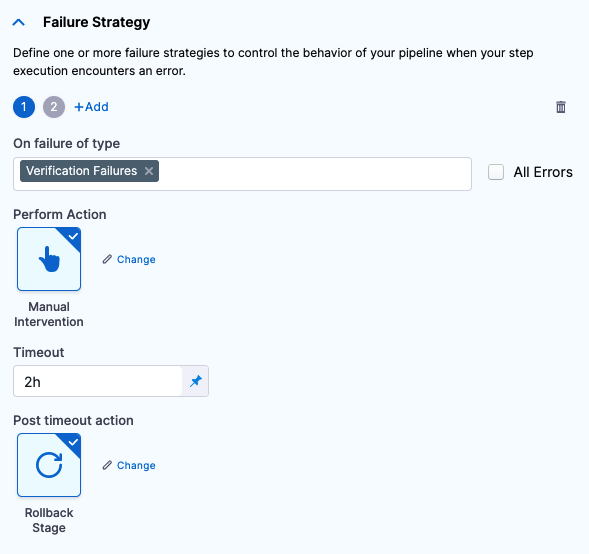 Failure Strategy
Define one or more failure strategies to control the behavior of your pipeline when your step
execution encounters an error.
1 2 +Add
On failure of type
Verification Failures ×
All Errors
Perform Action
Change
Manual
Intervention
Timeout
2h
Post timeout action
Change
Rollback
Stage